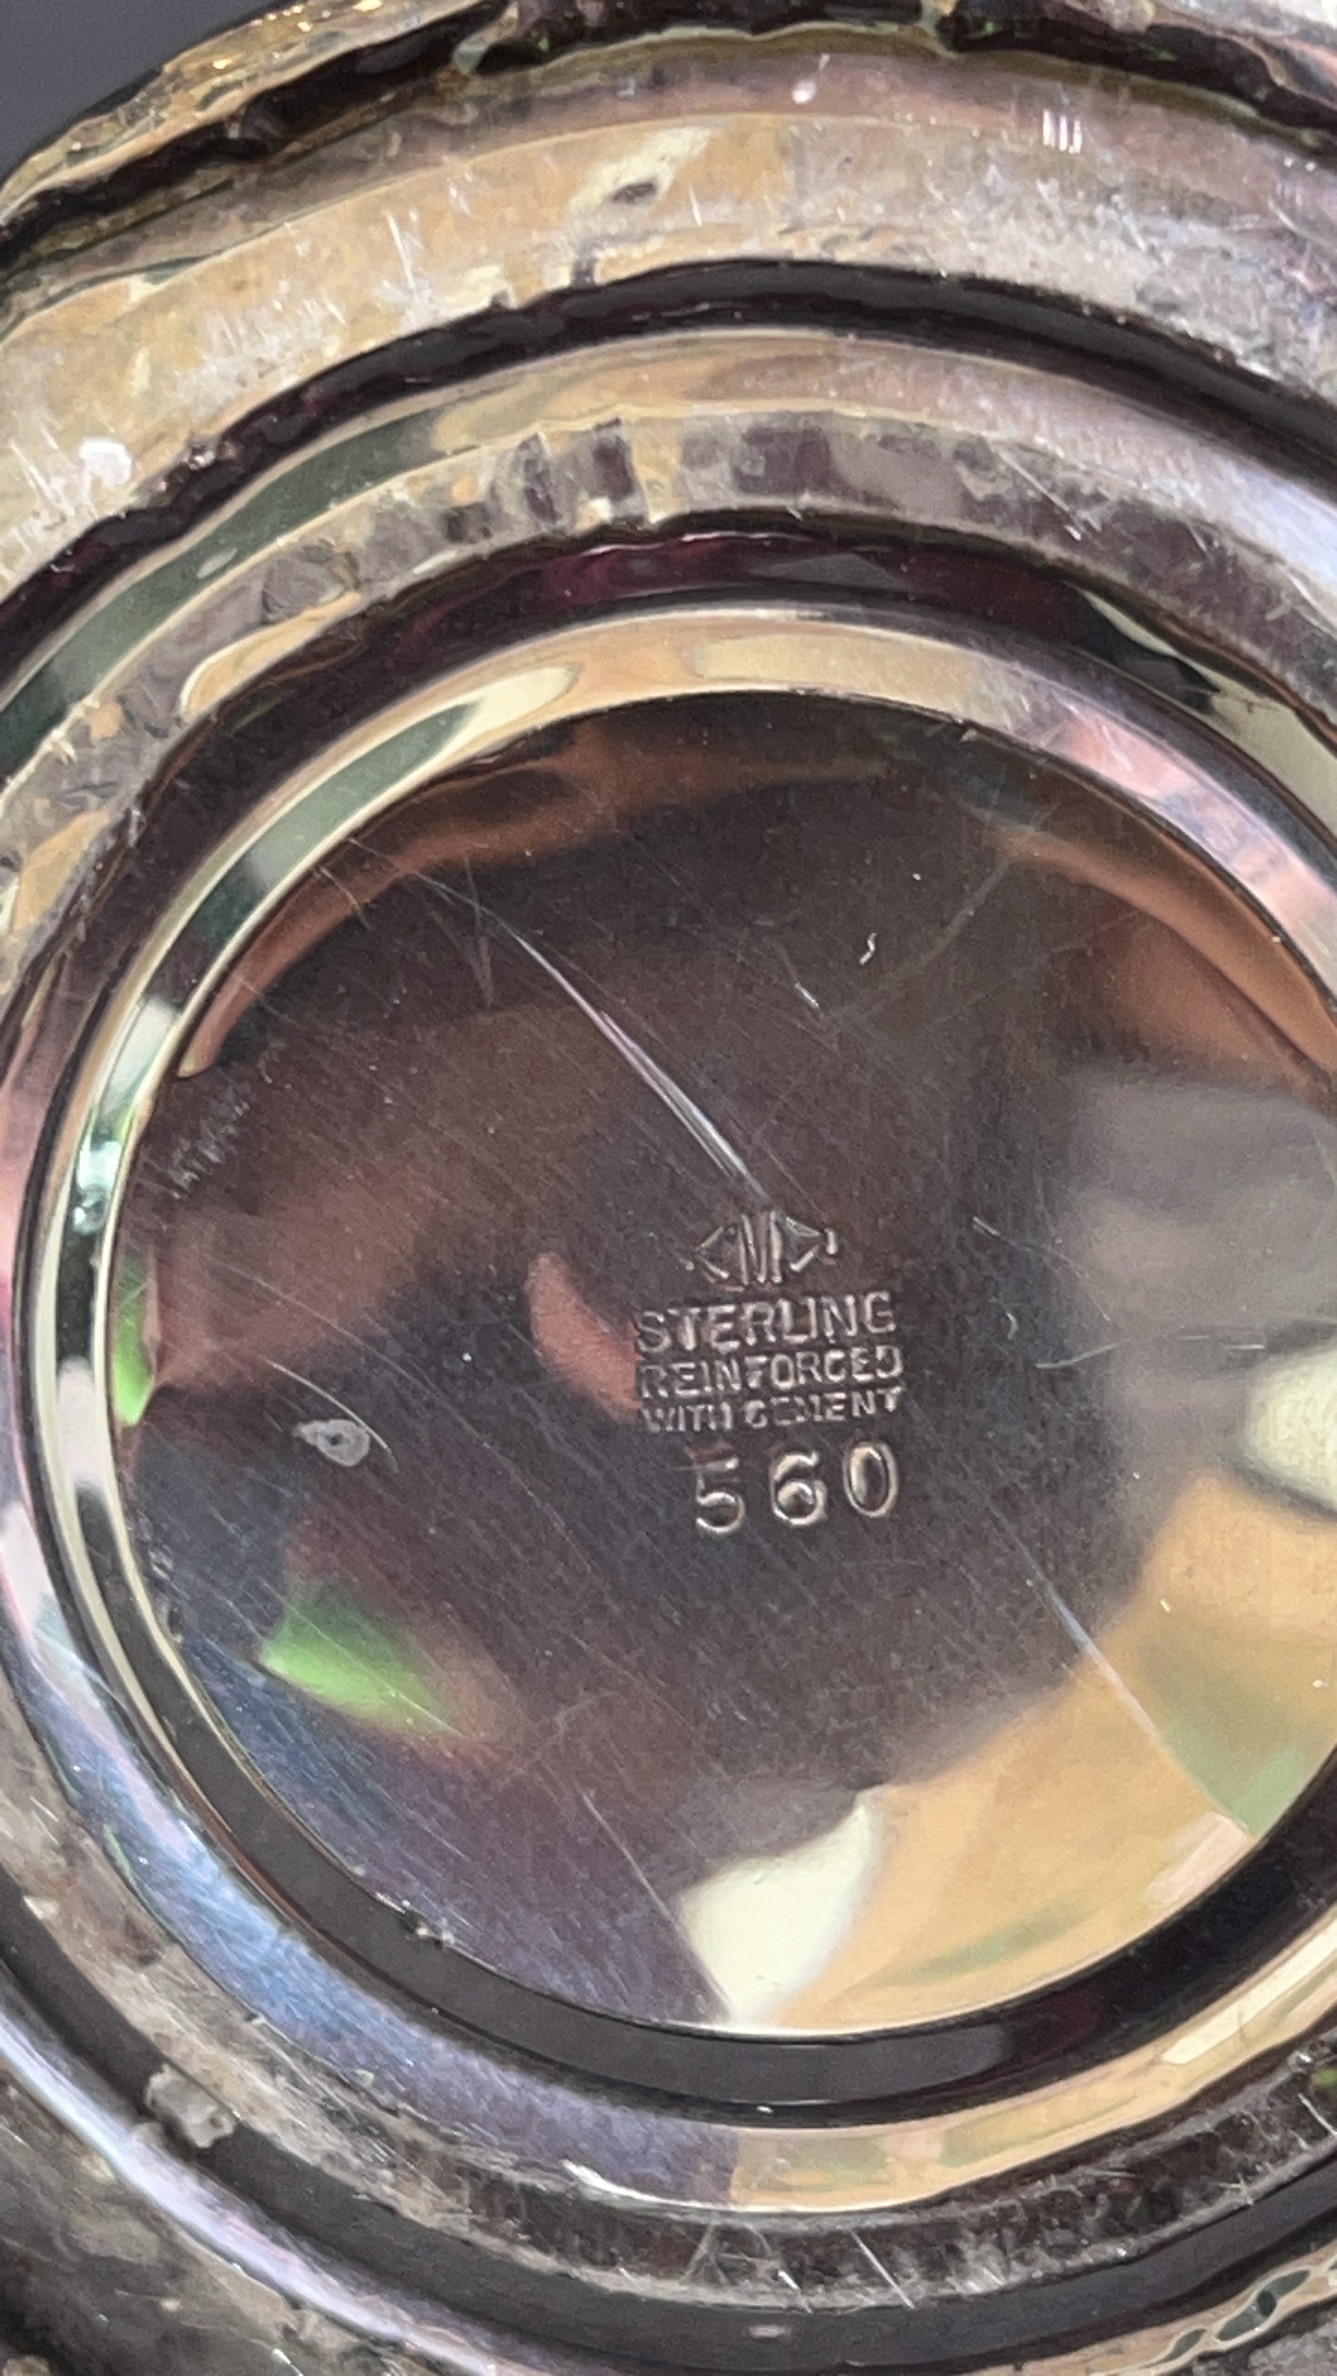 STERLING
REINFORCED
WITH CEMENT
560